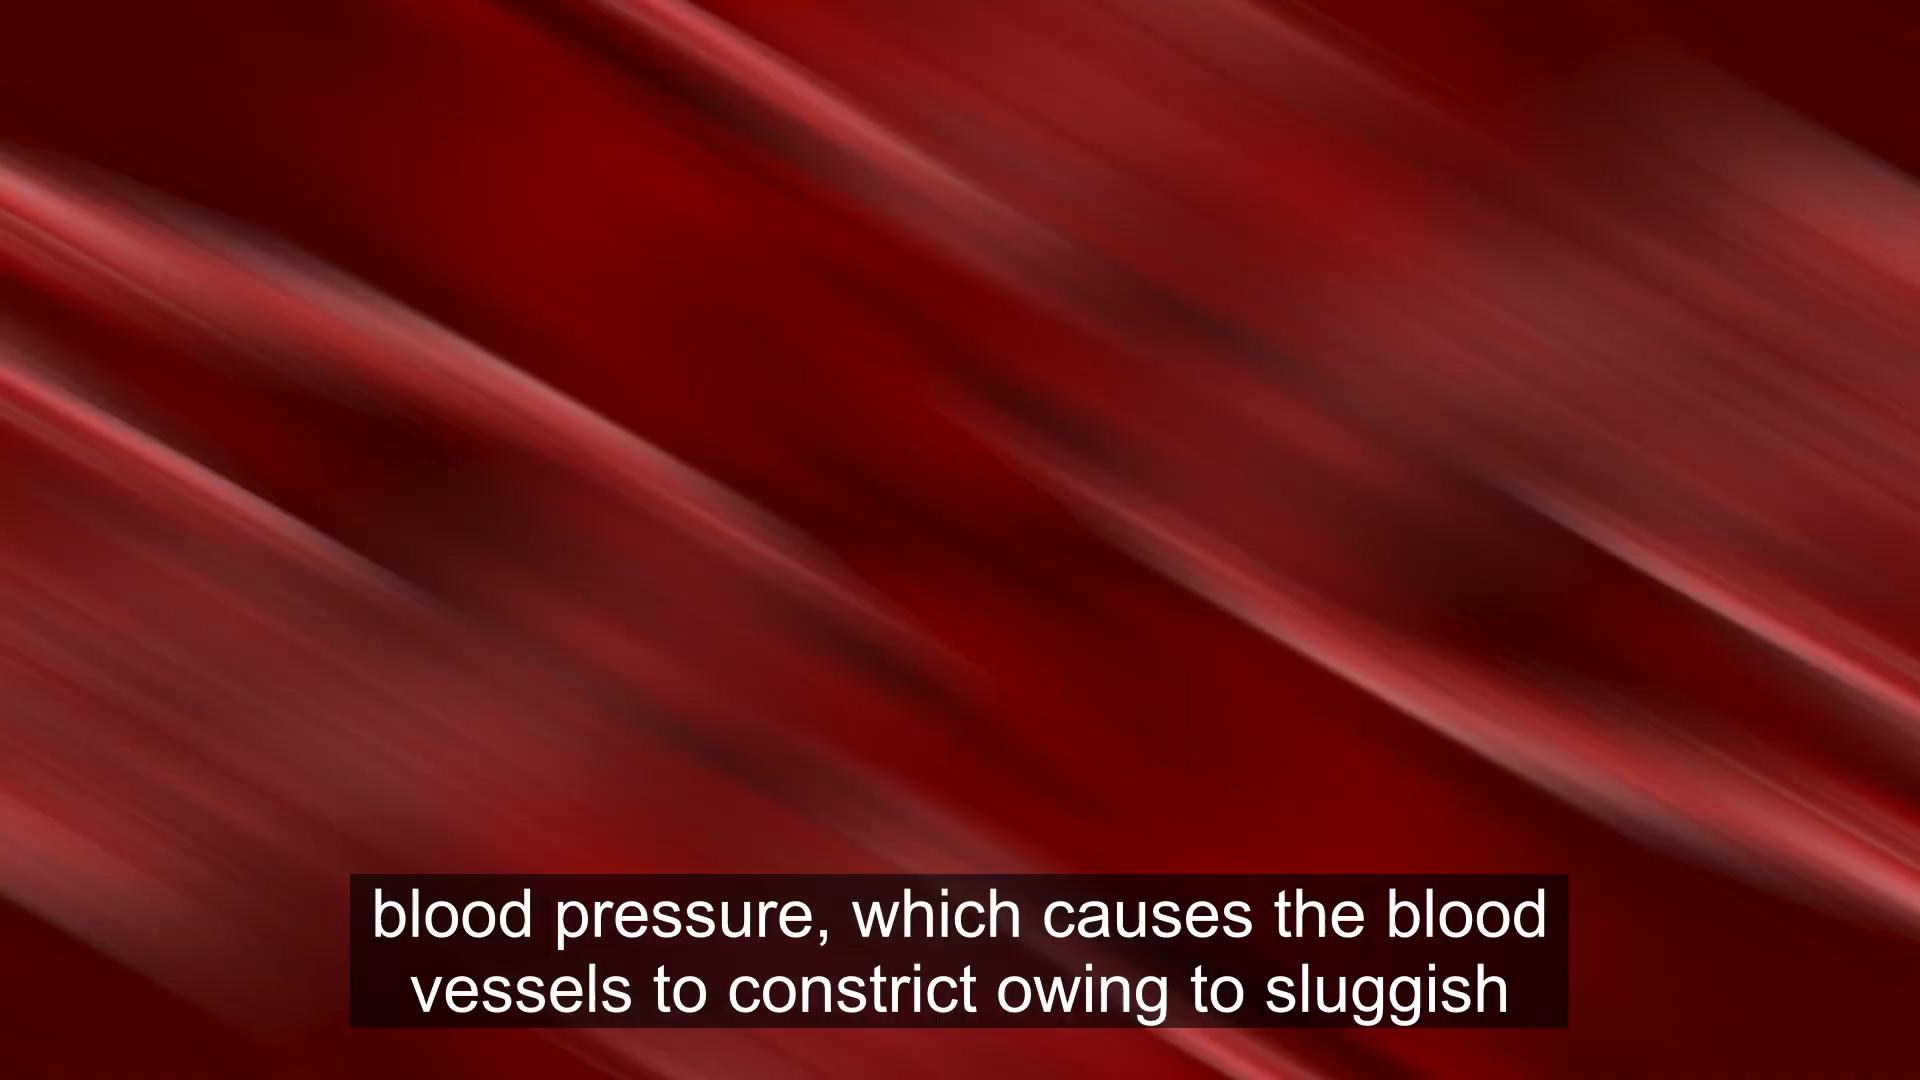 blood pressure, which causes the blood
vessels to constrict owing to sluggish